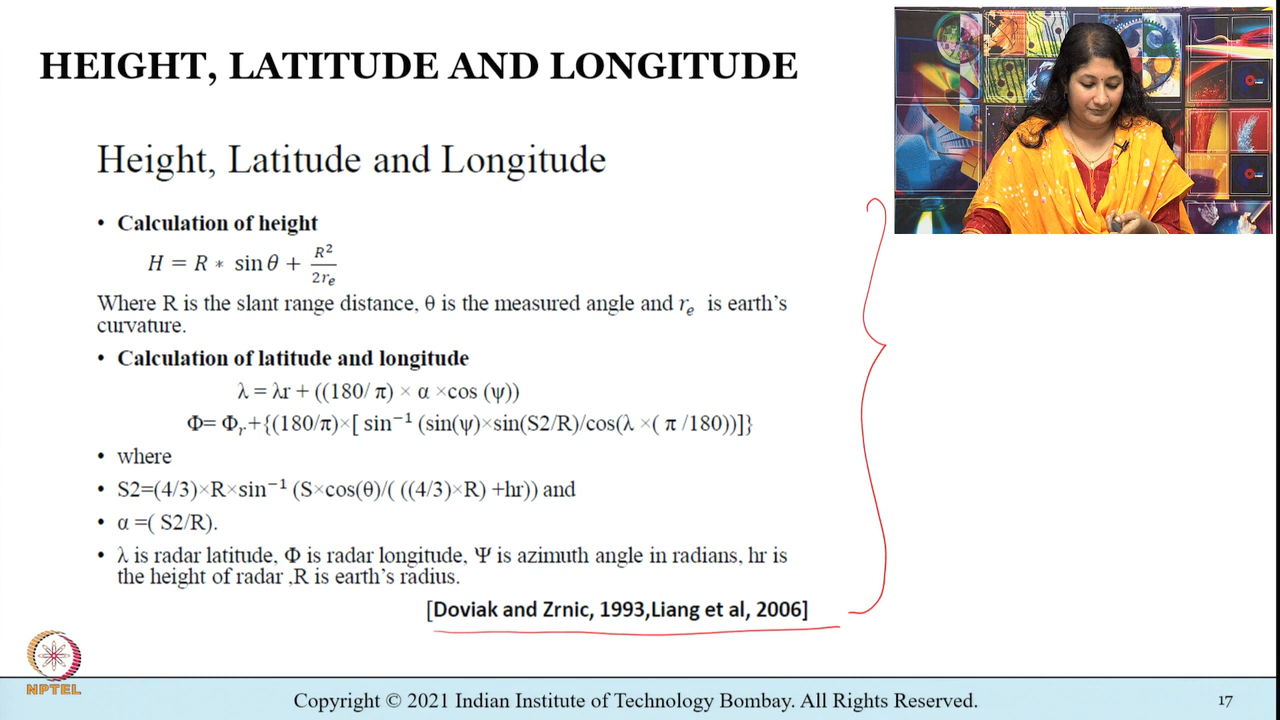 HEIGHT, LATITUDE AND LONGITUDE
Height, Latitude and Longitude
• Calculation of height
H = R * sin θ + R²/2rₑ
Where R is the slant range distance, θ is the measured angle and rₑ is earth's
curvature.
• Calculation of latitude and longitude
λ = λr + ((180/ π) × α ×cos (ψ))
Φ= Φᵣ+{(180/π)×[ sin⁻¹ (sin(ψ)×sin(S2/R)/cos(λ ×( π /180))]}
• where
• S2=(4/3)×R×sin⁻¹ (S×cos(θ)/( ((4/3)×R) +hr)) and
• α =( S2/R).
• λ is radar latitude, Φ is radar longitude, Ψ is azimuth angle in radians, hr is
the height of radar ,R is earth's radius.
[Doviak and Zrnic, 1993,Liang et al, 2006]
NPTEL
Copyright © 2021 Indian Institute of Technology Bombay. All Rights Reserved.
17